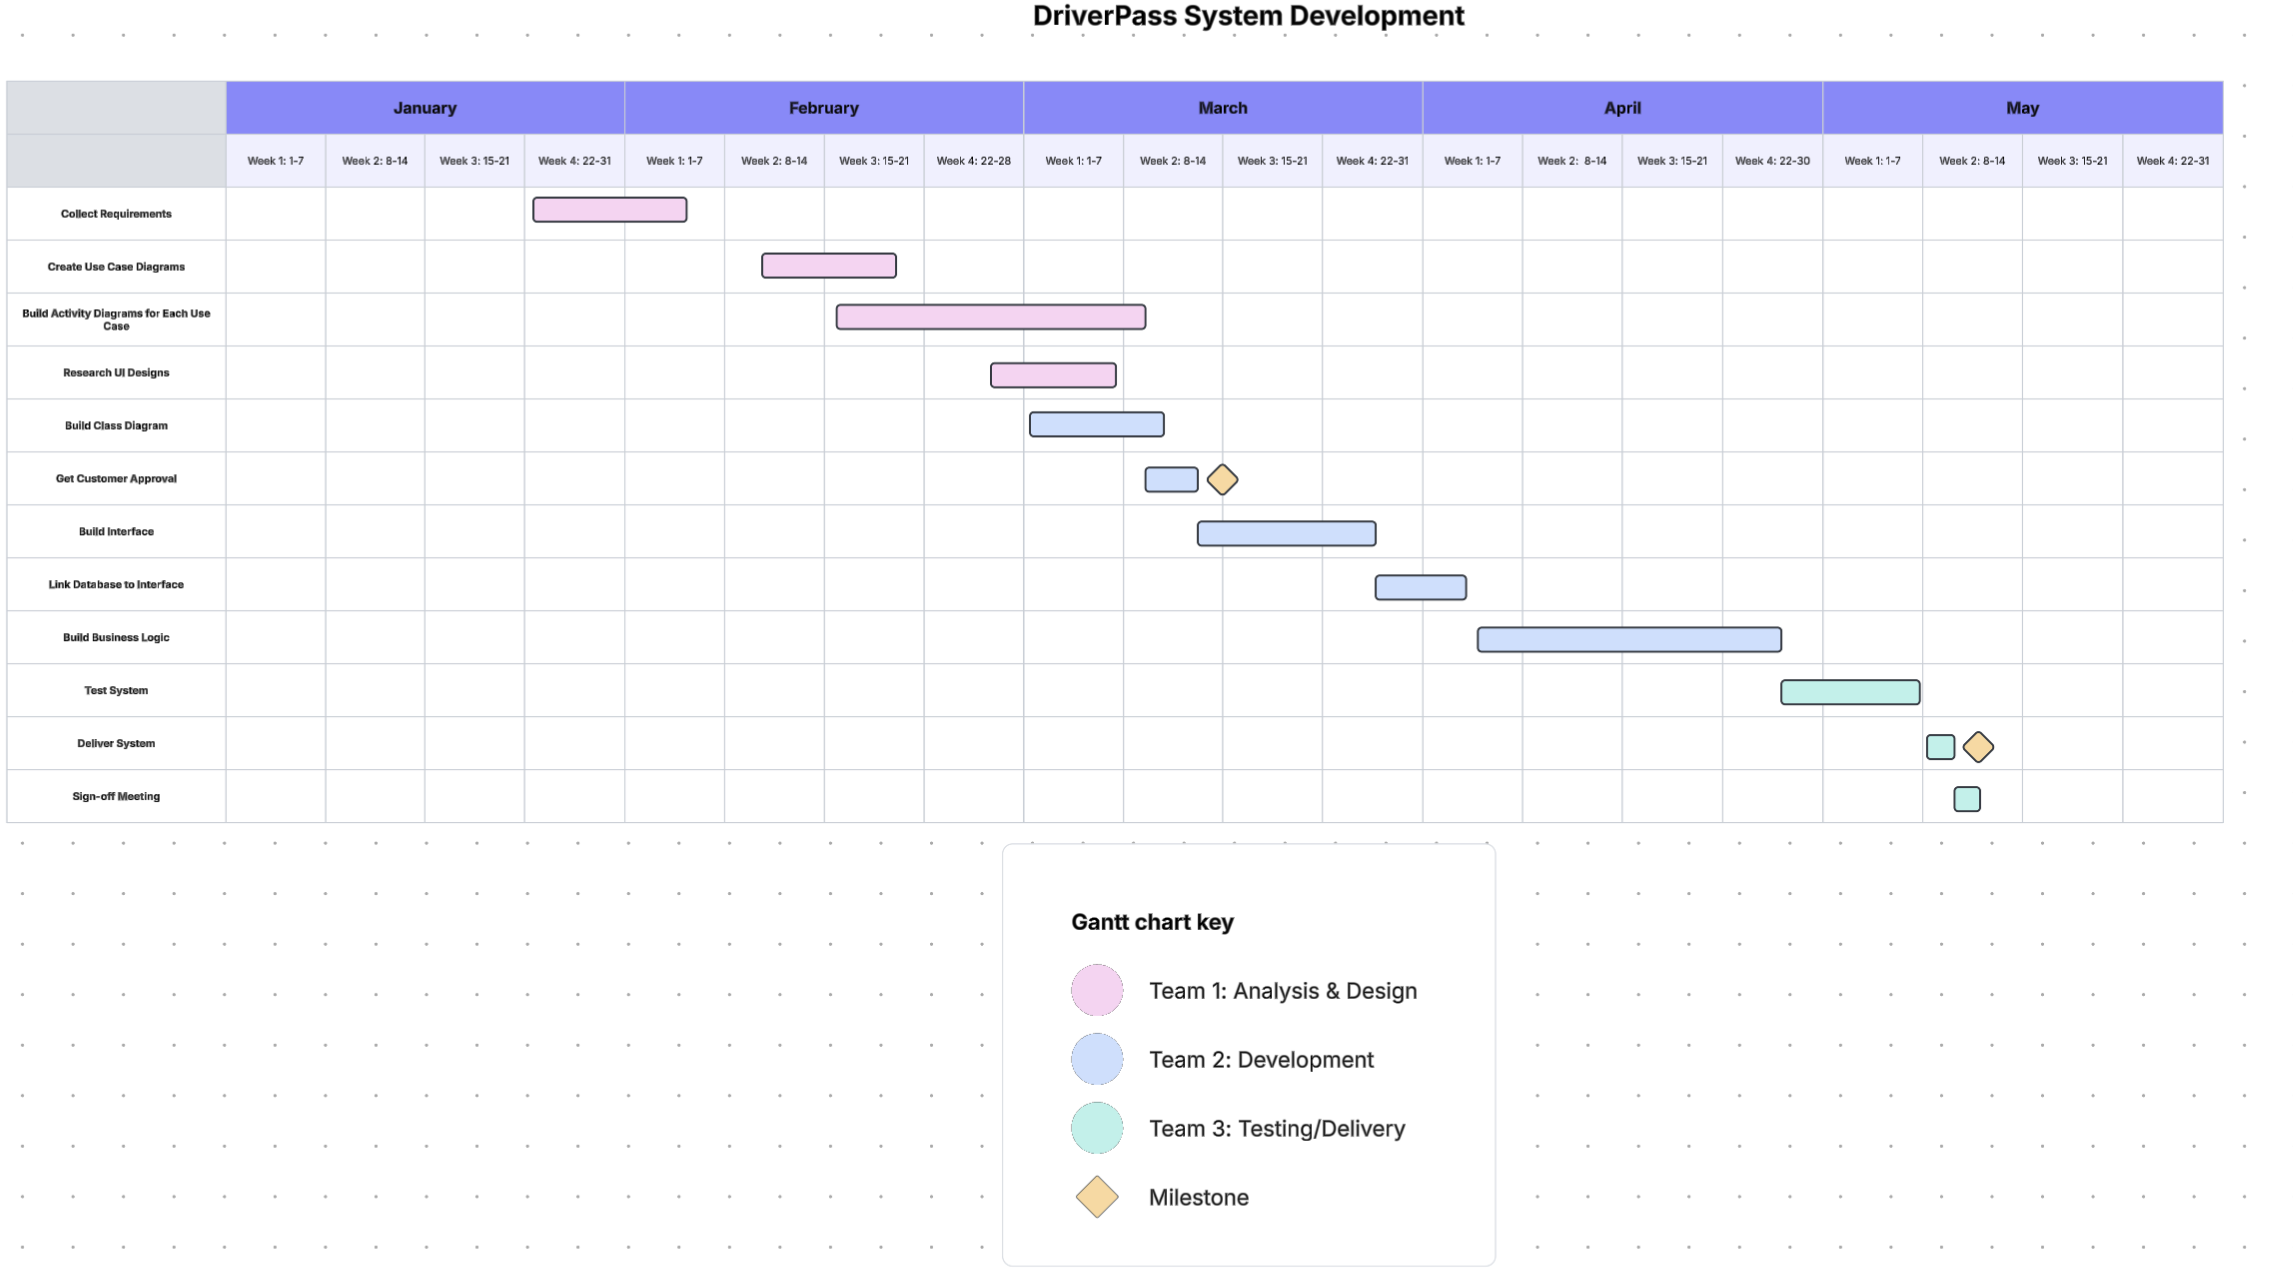 DriverPass System Development
January February March April May
Week 1: 1-7 Week 2: 8-14 Week 3: 15-21 Week 4: 22-31 Week 1: 1-7 Week 2: 8-14 Week 3: 15-21 Week 4: 22-28 Week 1: 1-7 Week 2: 8-14 Week 3: 15-21 Week 4: 22-31 Week 1: 1-7 Week 2: 8-14 Week 3: 15-21 Week 4: 22-30 Week 1: 1-7 Week 2: 8-14 Week 3: 15-21 Week 4: 22-31
Collect Requirements
Create Use Case Diagrams
Build Activity Diagrams for Each Use
Case
Research UI Designs
Build Class Diagram
Get Customer Approval
Build Interface
Link Database to Interface
Build Business Logic
Test System
Deliver System
Sign-off Meeting
Gantt chart key
Team 1: Analysis & Design
Team 2: Development
Team 3: Testing/Delivery
Milestone